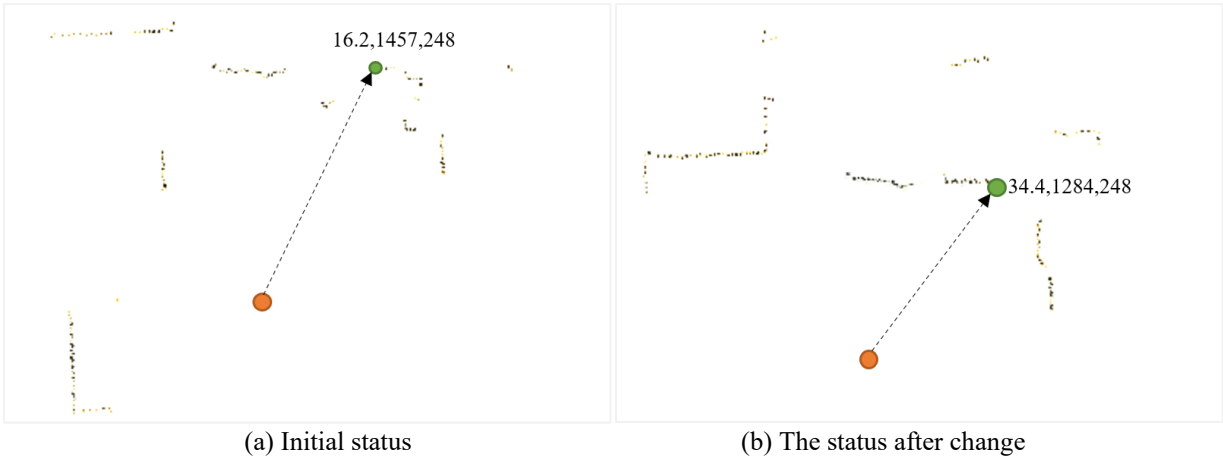 16.2,1457,248
34.4,1284,248
(a) Initial status
(b) The status after change